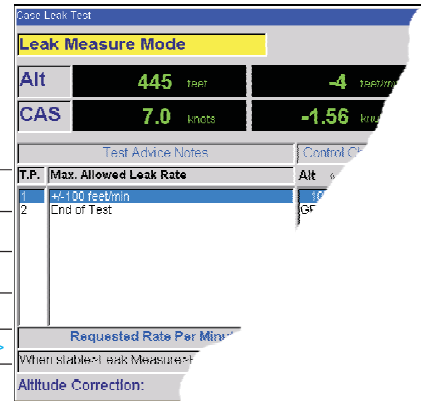 Case Leak Test
Leak Measure Mode
Alt 445 feet -4
CAS 7.0 knots -1.56
Test Advice Notes Control
T.P. Max. Allowed Leak Rate Alt
1 +/-100 feet/min 10
2 End of Test
Requested Rate Per
When stable>Leak Measure>
Altitude Correction: